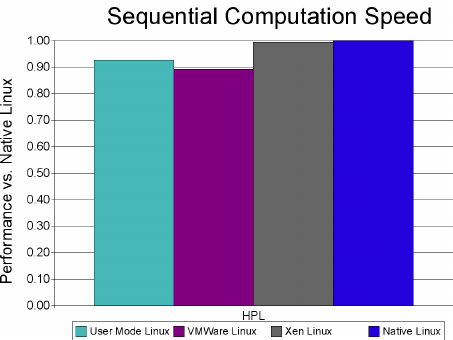 Sequential Computation Speed
Performance vs. Native Linux
1.00
0.90
0.80
0.70
0.60
0.50
0.40
0.30
0.20
0.10
0.00
HPL
User Mode Linux VMWare Linux Xen Linux Native Linux